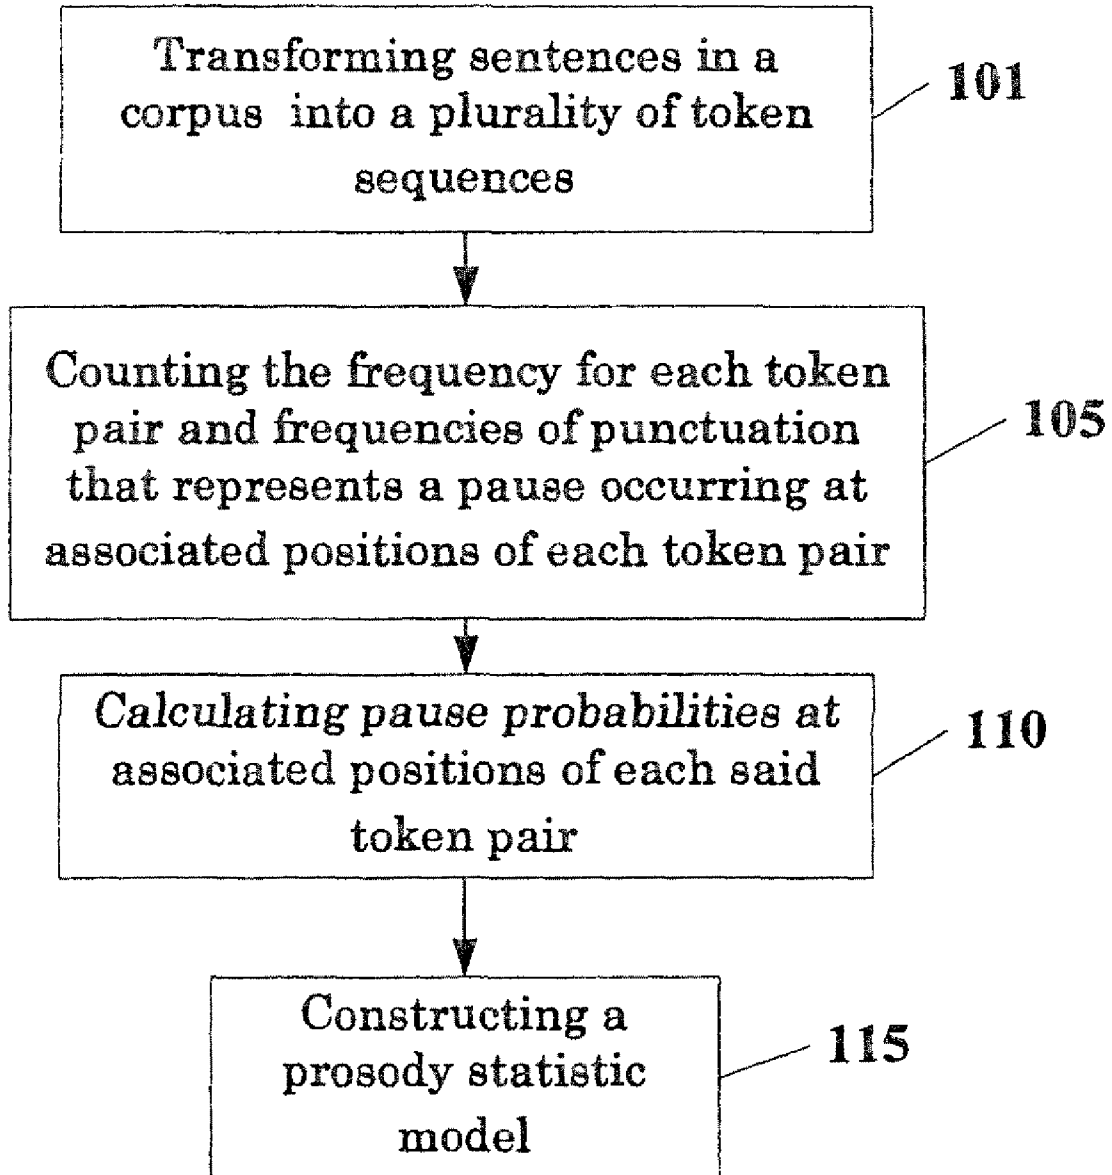 Transforming sentences in a
corpus into a plurality of token
sequences
101
Counting the frequency for each token
pair and frequencies of punctuation
that represents a pause occurring at
associated positions of each token pair
105
Calculating pause probabilities at
associated positions of each said
token pair
110
Constructing a
prosody statistic
model
115